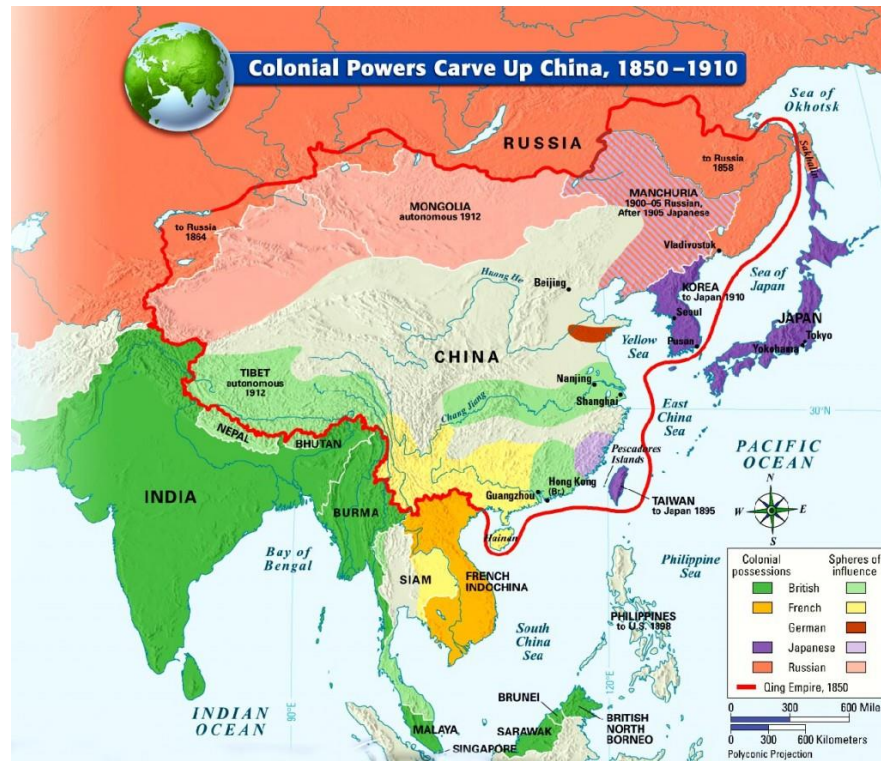 Colonial Powers Carve Up China, 1850–1910
Sea of
Okhotsk
RUSSIA
Sakhalin
to Russia
1858
MONGOLIA
autonomous 1912
MANCHURIA
1900–05 Russian,
After 1905 Japanese
to Russia
1864
Vladivostok
Huang He
Beijing
Sea of
Japan
KOREA
to Japan 1910
Seoul
JAPAN
Tokyo
Yokohama
Pusan
Yellow
Sea
CHINA
TIBET
autonomous
1912
Nanjing
Shanghai
Chang Jiang
East
China
Sea
30°N
NEPAL
BHUTAN
PACIFIC
OCEAN
Pescadores
Islands
INDIA
Hong Kong
(Br.)
Guangzhou
TAIWAN
to Japan 1895
N
W
E
S
BURMA
Hainan
Bay of
Bengal
Philippine
Sea
SIAM
FRENCH
INDOCHINA
PHILIPPINES
to U.S. 1898
South
China
Sea
Colonial
possessions
Spheres of
influence
British
French
German
Japanese
Russian
Qing Empire, 1850
INDIAN
OCEAN
90°E
120°E
BRUNEI
SARAWAK
BRITISH
NORTH
BORNEO
MALAYA
SINGAPORE
0 300 600 Mile
0 300 600 Kilometers
Polyconic Projection